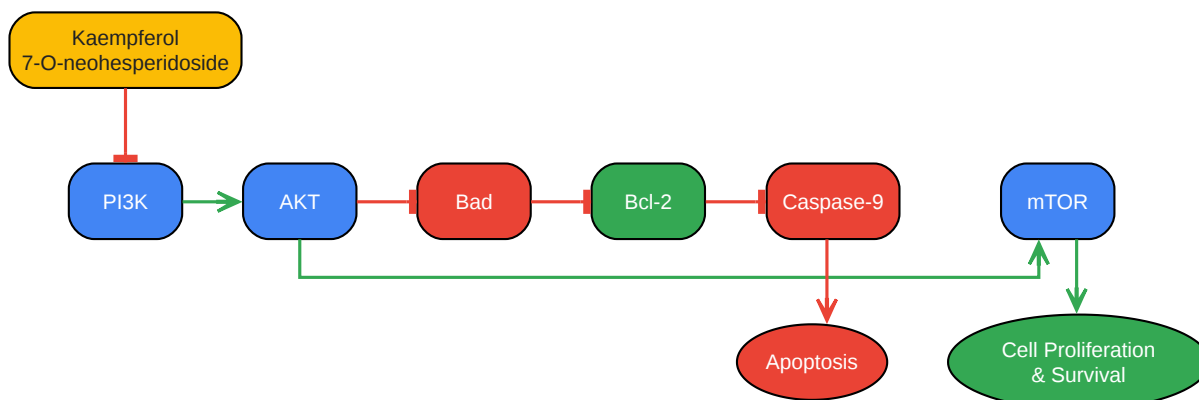 Kaempferol
7-O-neohesperidoside
PI3K
AKT
Bad
Bcl-2
Caspase-9
mTOR
Apoptosis
Cell Proliferation
& Survival